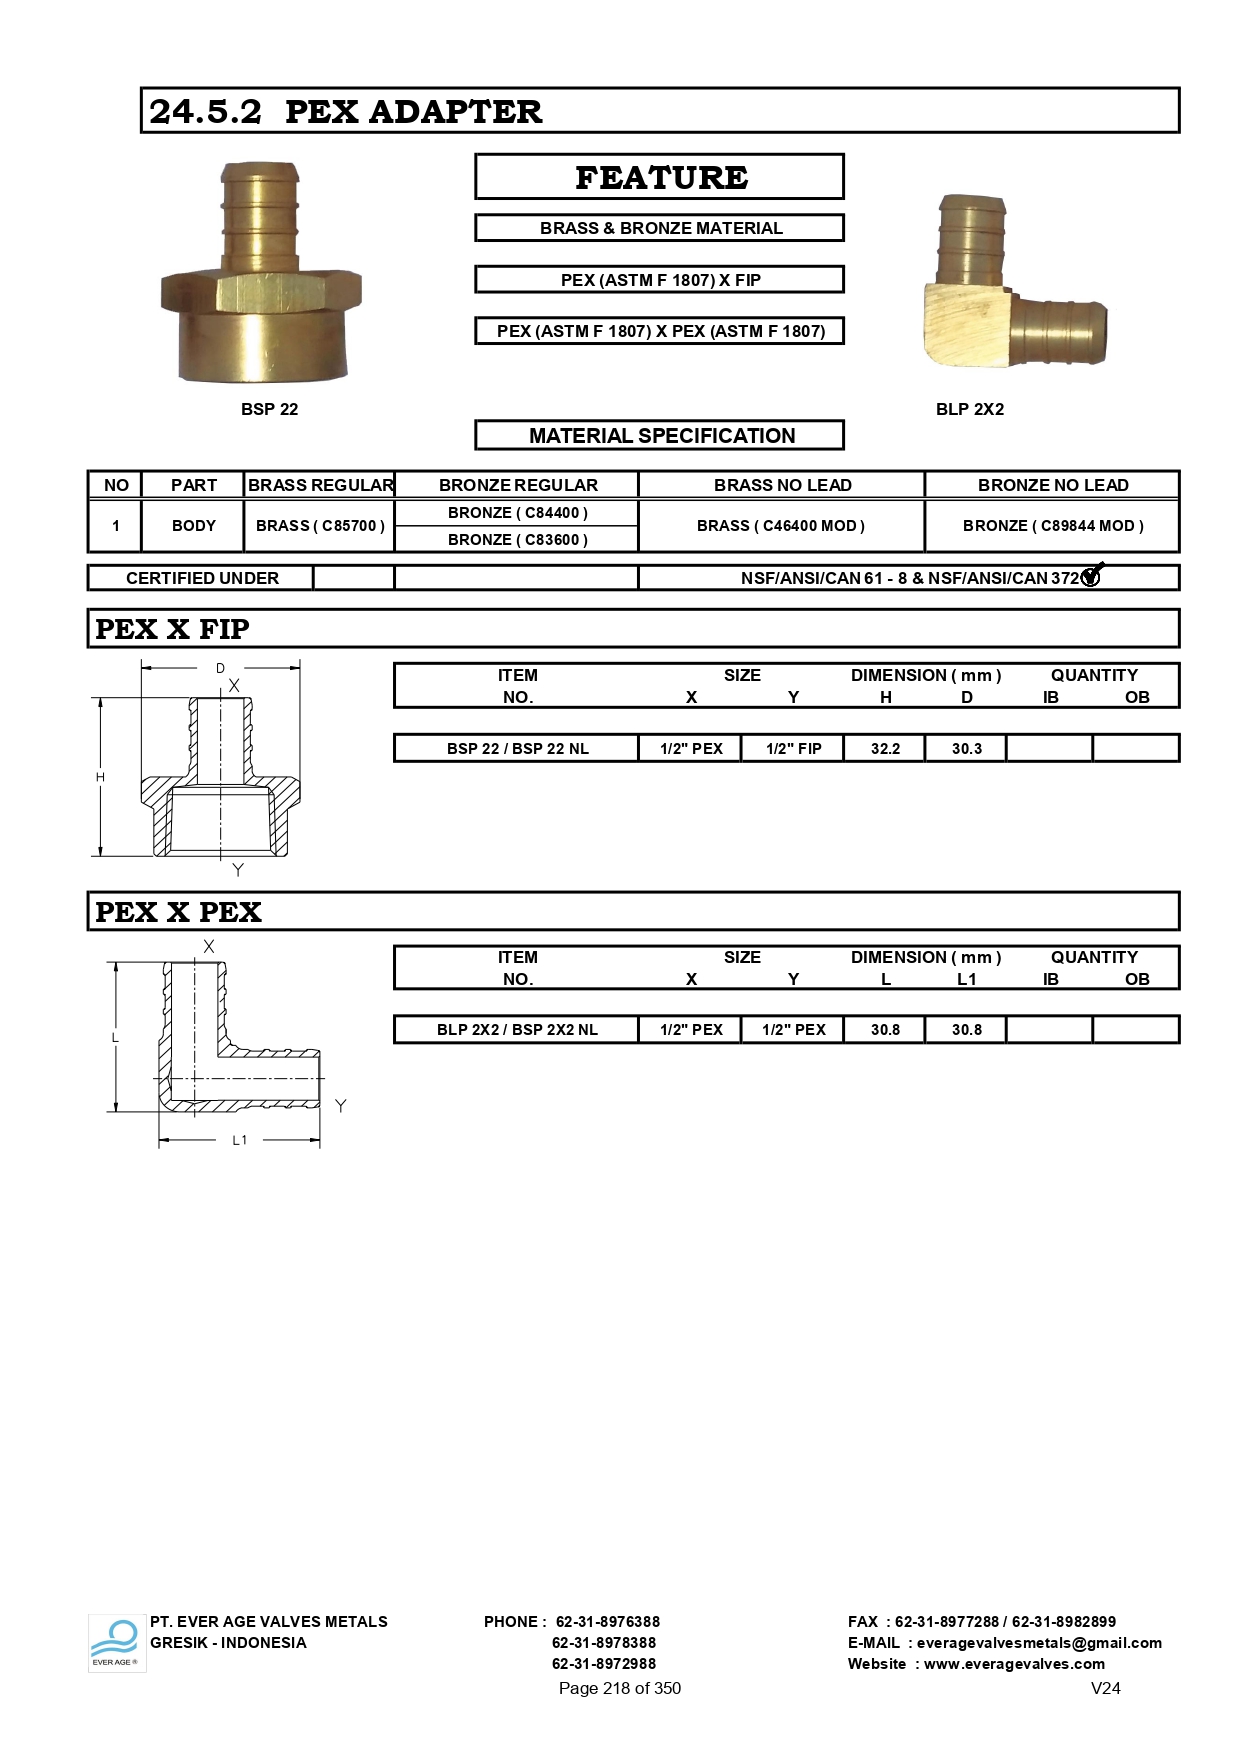 24.5.2 PEX ADAPTER
FEATURE
BRASS & BRONZE MATERIAL
PEX (ASTM F 1807) X FIP
PEX (ASTM F 1807) X PEX (ASTM F 1807)
BSP 22
BLP 2X2
MATERIAL SPECIFICATION
NO PART BRASS REGULAR BRONZE REGULAR BRASS NO LEAD BRONZE NO LEAD
1 BODY BRASS ( C85700 ) BRONZE ( C84400 ) BRASS ( C46400 MOD ) BRONZE ( C89844 MOD )
BRONZE ( C83600 )
CERTIFIED UNDER NSF/ANSI/CAN 61 - 8 & NSF/ANSI/CAN 372
PEX X FIP
D
X
H
Y
ITEM SIZE DIMENSION ( mm ) QUANTITY
NO. X Y H D IB OB
BSP 22 / BSP 22 NL 1/2" PEX 1/2" FIP 32.2 30.3
PEX X PEX
X
L
Y
L1
ITEM SIZE DIMENSION ( mm ) QUANTITY
NO. X Y L L1 IB OB
BLP 2X2 / BSP 2X2 NL 1/2" PEX 1/2" PEX 30.8 30.8
EVER AGE ®
PT. EVER AGE VALVES METALS PHONE : 62-31-8976388 FAX : 62-31-8977288 / 62-31-8982899
GRESIK - INDONESIA 62-31-8978388 E-MAIL : everagevalvesmetals@gmail.com
62-31-8972988 Website : www.everagevalves.com
Page 218 of 350 V24